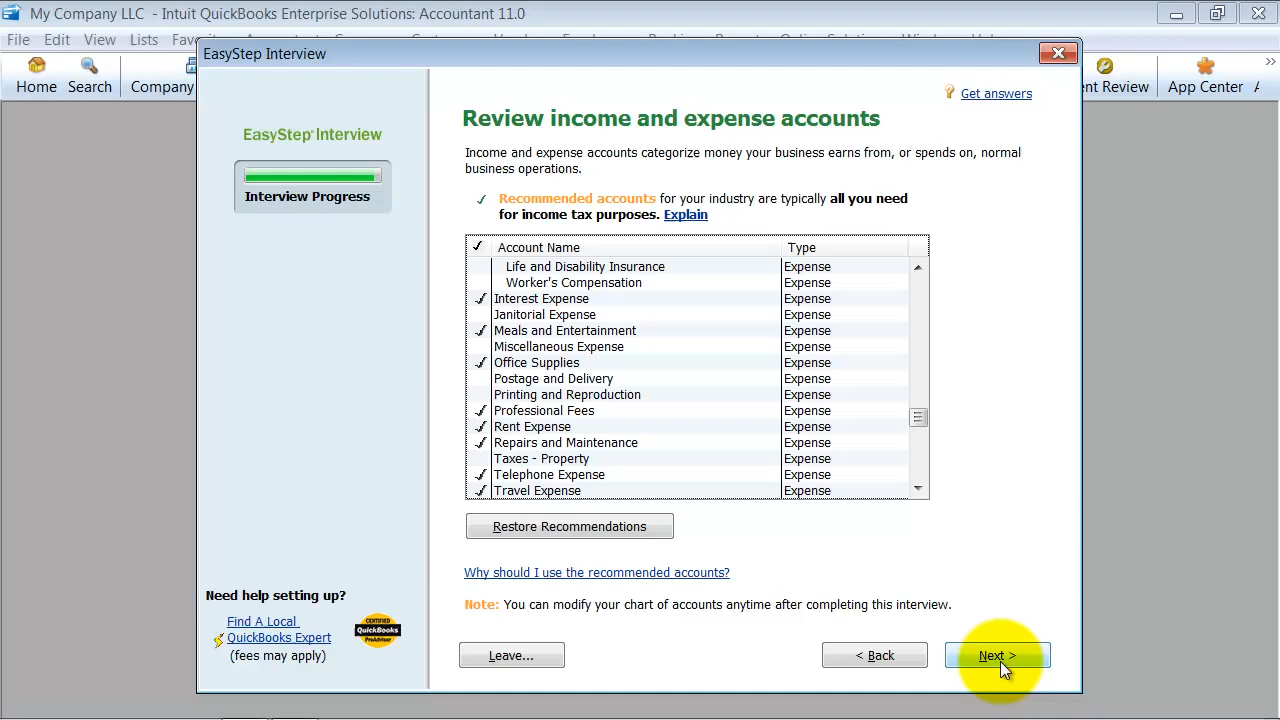 My Company LLC - Intuit QuickBooks Enterprise Solutions: Accountant 11.0
File Edit View Lists
EasyStep Interview
Home Search Company nt Review App Center
Get answers
EasyStep Interview
Interview Progress
Review income and expense accounts
Income and expense accounts categorize money your business earns from, or spends on, normal
business operations.
✓ Recommended accounts for your industry are typically all you need
for income tax purposes. Explain
✓ Account Name Type
Life and Disability Insurance Expense
Worker's Compensation Expense
✓ Interest Expense Expense
Janitorial Expense Expense
✓ Meals and Entertainment Expense
Miscellaneous Expense Expense
✓ Office Supplies Expense
Postage and Delivery Expense
Printing and Reproduction Expense
✓ Professional Fees Expense
✓ Rent Expense Expense
✓ Repairs and Maintenance Expense
Taxes - Property Expense
✓ Telephone Expense Expense
✓ Travel Expense Expense
Restore Recommendations
Why should I use the recommended accounts?
Note: You can modify your chart of accounts anytime after completing this interview.
Need help setting up?
Find A Local
QuickBooks Expert
(fees may apply)
CERTIFIED
QuickBooks
ProAdvisor
Leave... < Back Next >